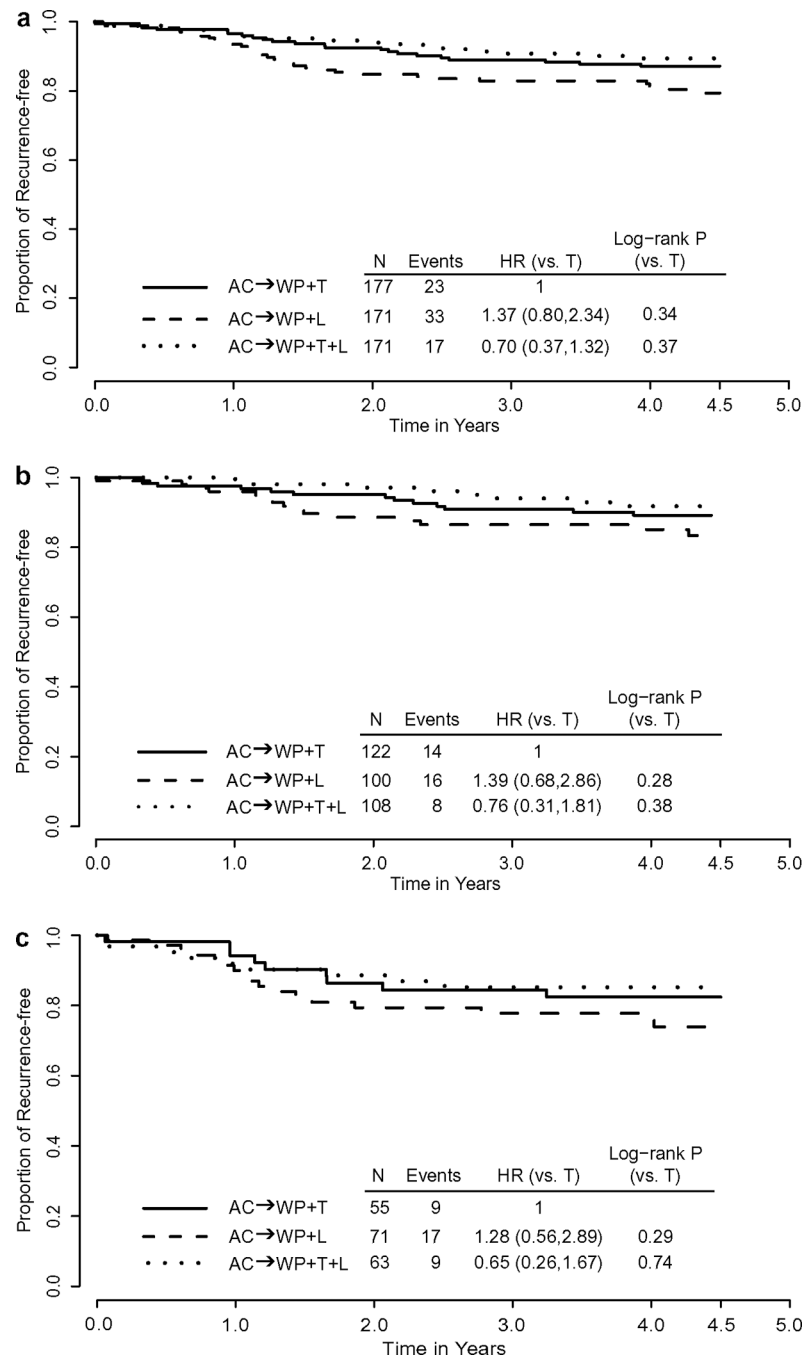 a
Proportion of Recurrence-free
1.0
0.8
0.6
0.4
0.2
0.0
Log−rank P
N Events HR (vs. T) (vs. T)
AC→WP+T 177 23 1
AC→WP+L 171 33 1.37 (0.80,2.34) 0.34
AC→WP+T+L 171 17 0.70 (0.37,1.32) 0.37
0.0 1.0 2.0 3.0 4.0 4.5 5.0
Time in Years
b
Proportion of Recurrence-free
1.0
0.8
0.6
0.4
0.2
0.0
Log−rank P
N Events HR (vs. T) (vs. T)
AC→WP+T 122 14 1
AC→WP+L 100 16 1.39 (0.68,2.86) 0.28
AC→WP+T+L 108 8 0.76 (0.31,1.81) 0.38
0.0 1.0 2.0 3.0 4.0 4.5 5.0
Time in Years
c
Proportion of Recurrence-free
1.0
0.8
0.6
0.4
0.2
0.0
Log−rank P
N Events HR (vs. T) (vs. T)
AC→WP+T 55 9 1
AC→WP+L 71 17 1.28 (0.56,2.89) 0.29
AC→WP+T+L 63 9 0.65 (0.26,1.67) 0.74
0.0 1.0 2.0 3.0 4.0 4.5 5.0
Time in Years